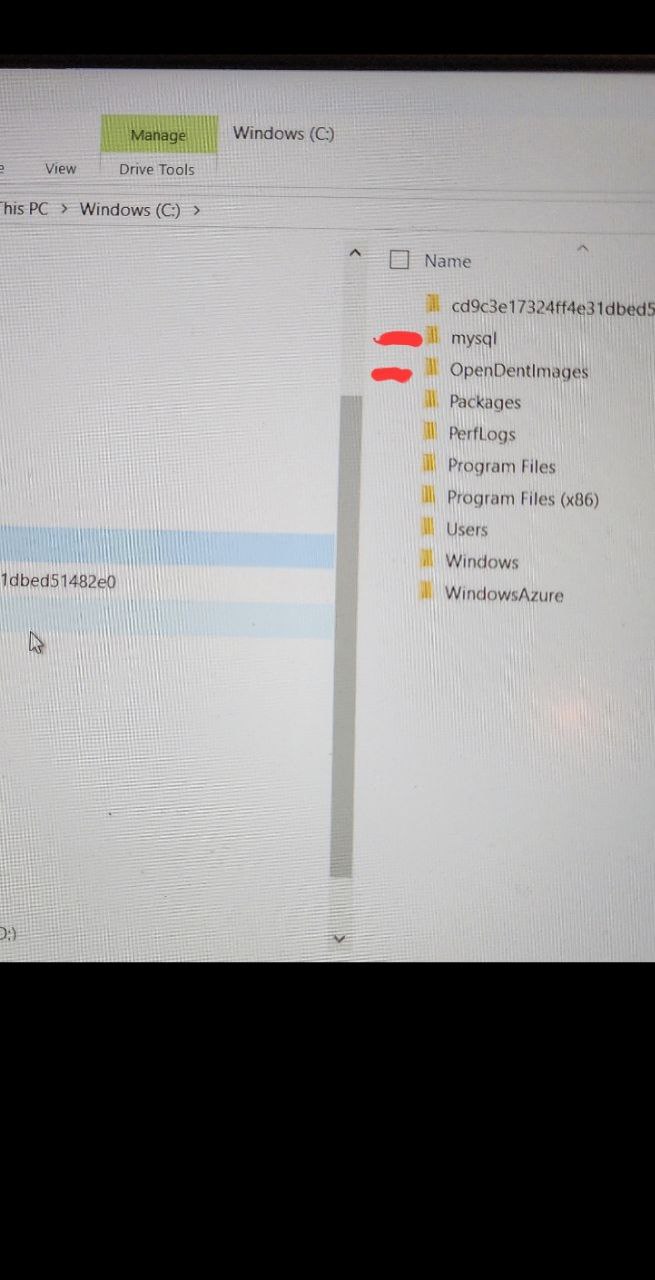 Manage Windows (C:)
View Drive Tools
This PC > Windows (C:) >
Name
cd9c3e17324ff4e31dbed5
mysql
OpenDentImages
Packages
PerfLogs
Program Files
Program Files (x86)
Users
Windows
WindowsAzure
1dbed51482e0
D:)